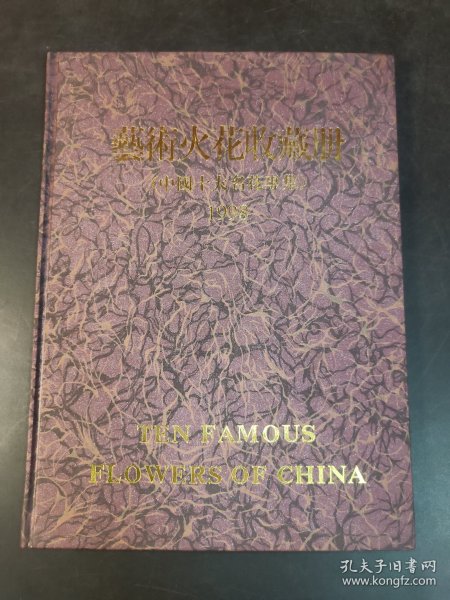 藝術火花收藏册
《中國十大名花專集》
1998
TEN FAMOUS
FLOWERS OF CHINA
孔夫子旧书网
www.kongfz.com